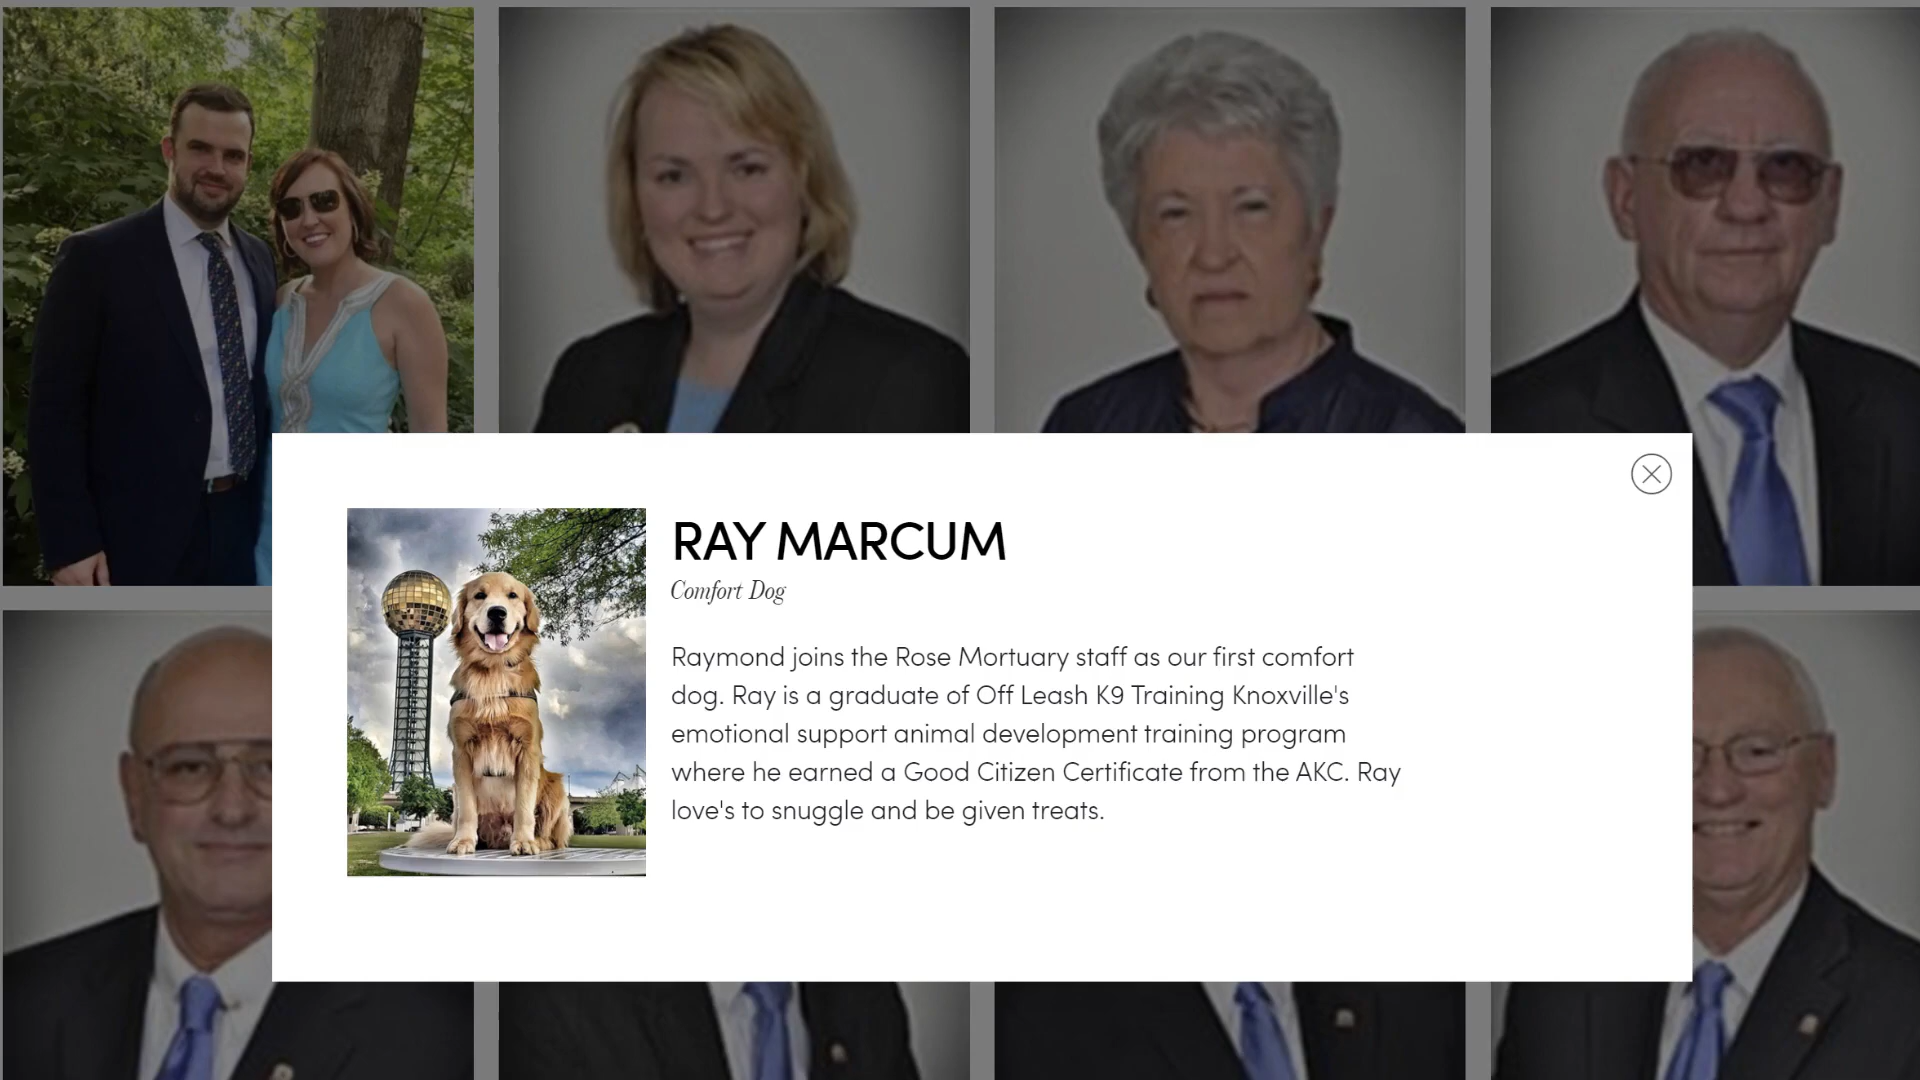 RAY MARCUM
Comfort Dog
Raymond joins the Rose Mortuary staff as our first comfort
dog. Ray is a graduate of Off Leash K9 Training Knoxville's
emotional support animal development training program
where he earned a Good Citizen Certificate from the AKC. Ray
love's to snuggle and be given treats.